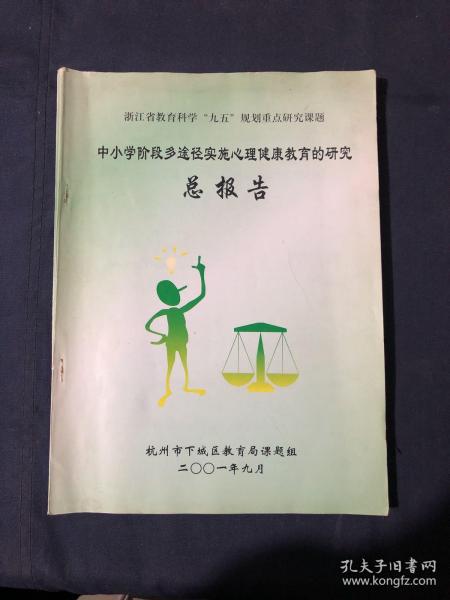 浙江省教育科学“九五”规划重点研究课题
中小学阶段多途径实施心理健康教育的研究
总报告
杭州市下城区教育局课题组
二〇〇一年九月
孔夫子旧书网
www.kongfz.com